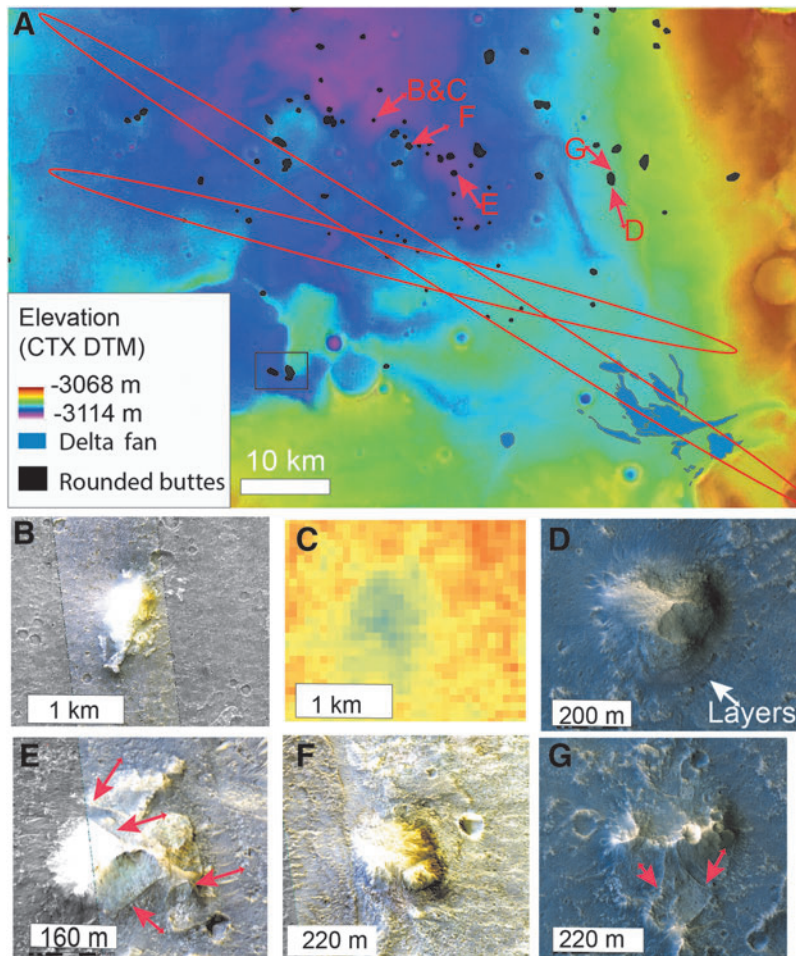 A
B&C
F
G
E
D
Elevation
(CTX DTM)
-3068 m
-3114 m
Delta fan
Rounded buttes
10 km
B
1 km
C
1 km
D
200 m
Layers
E
160 m
F
220 m
G
220 m